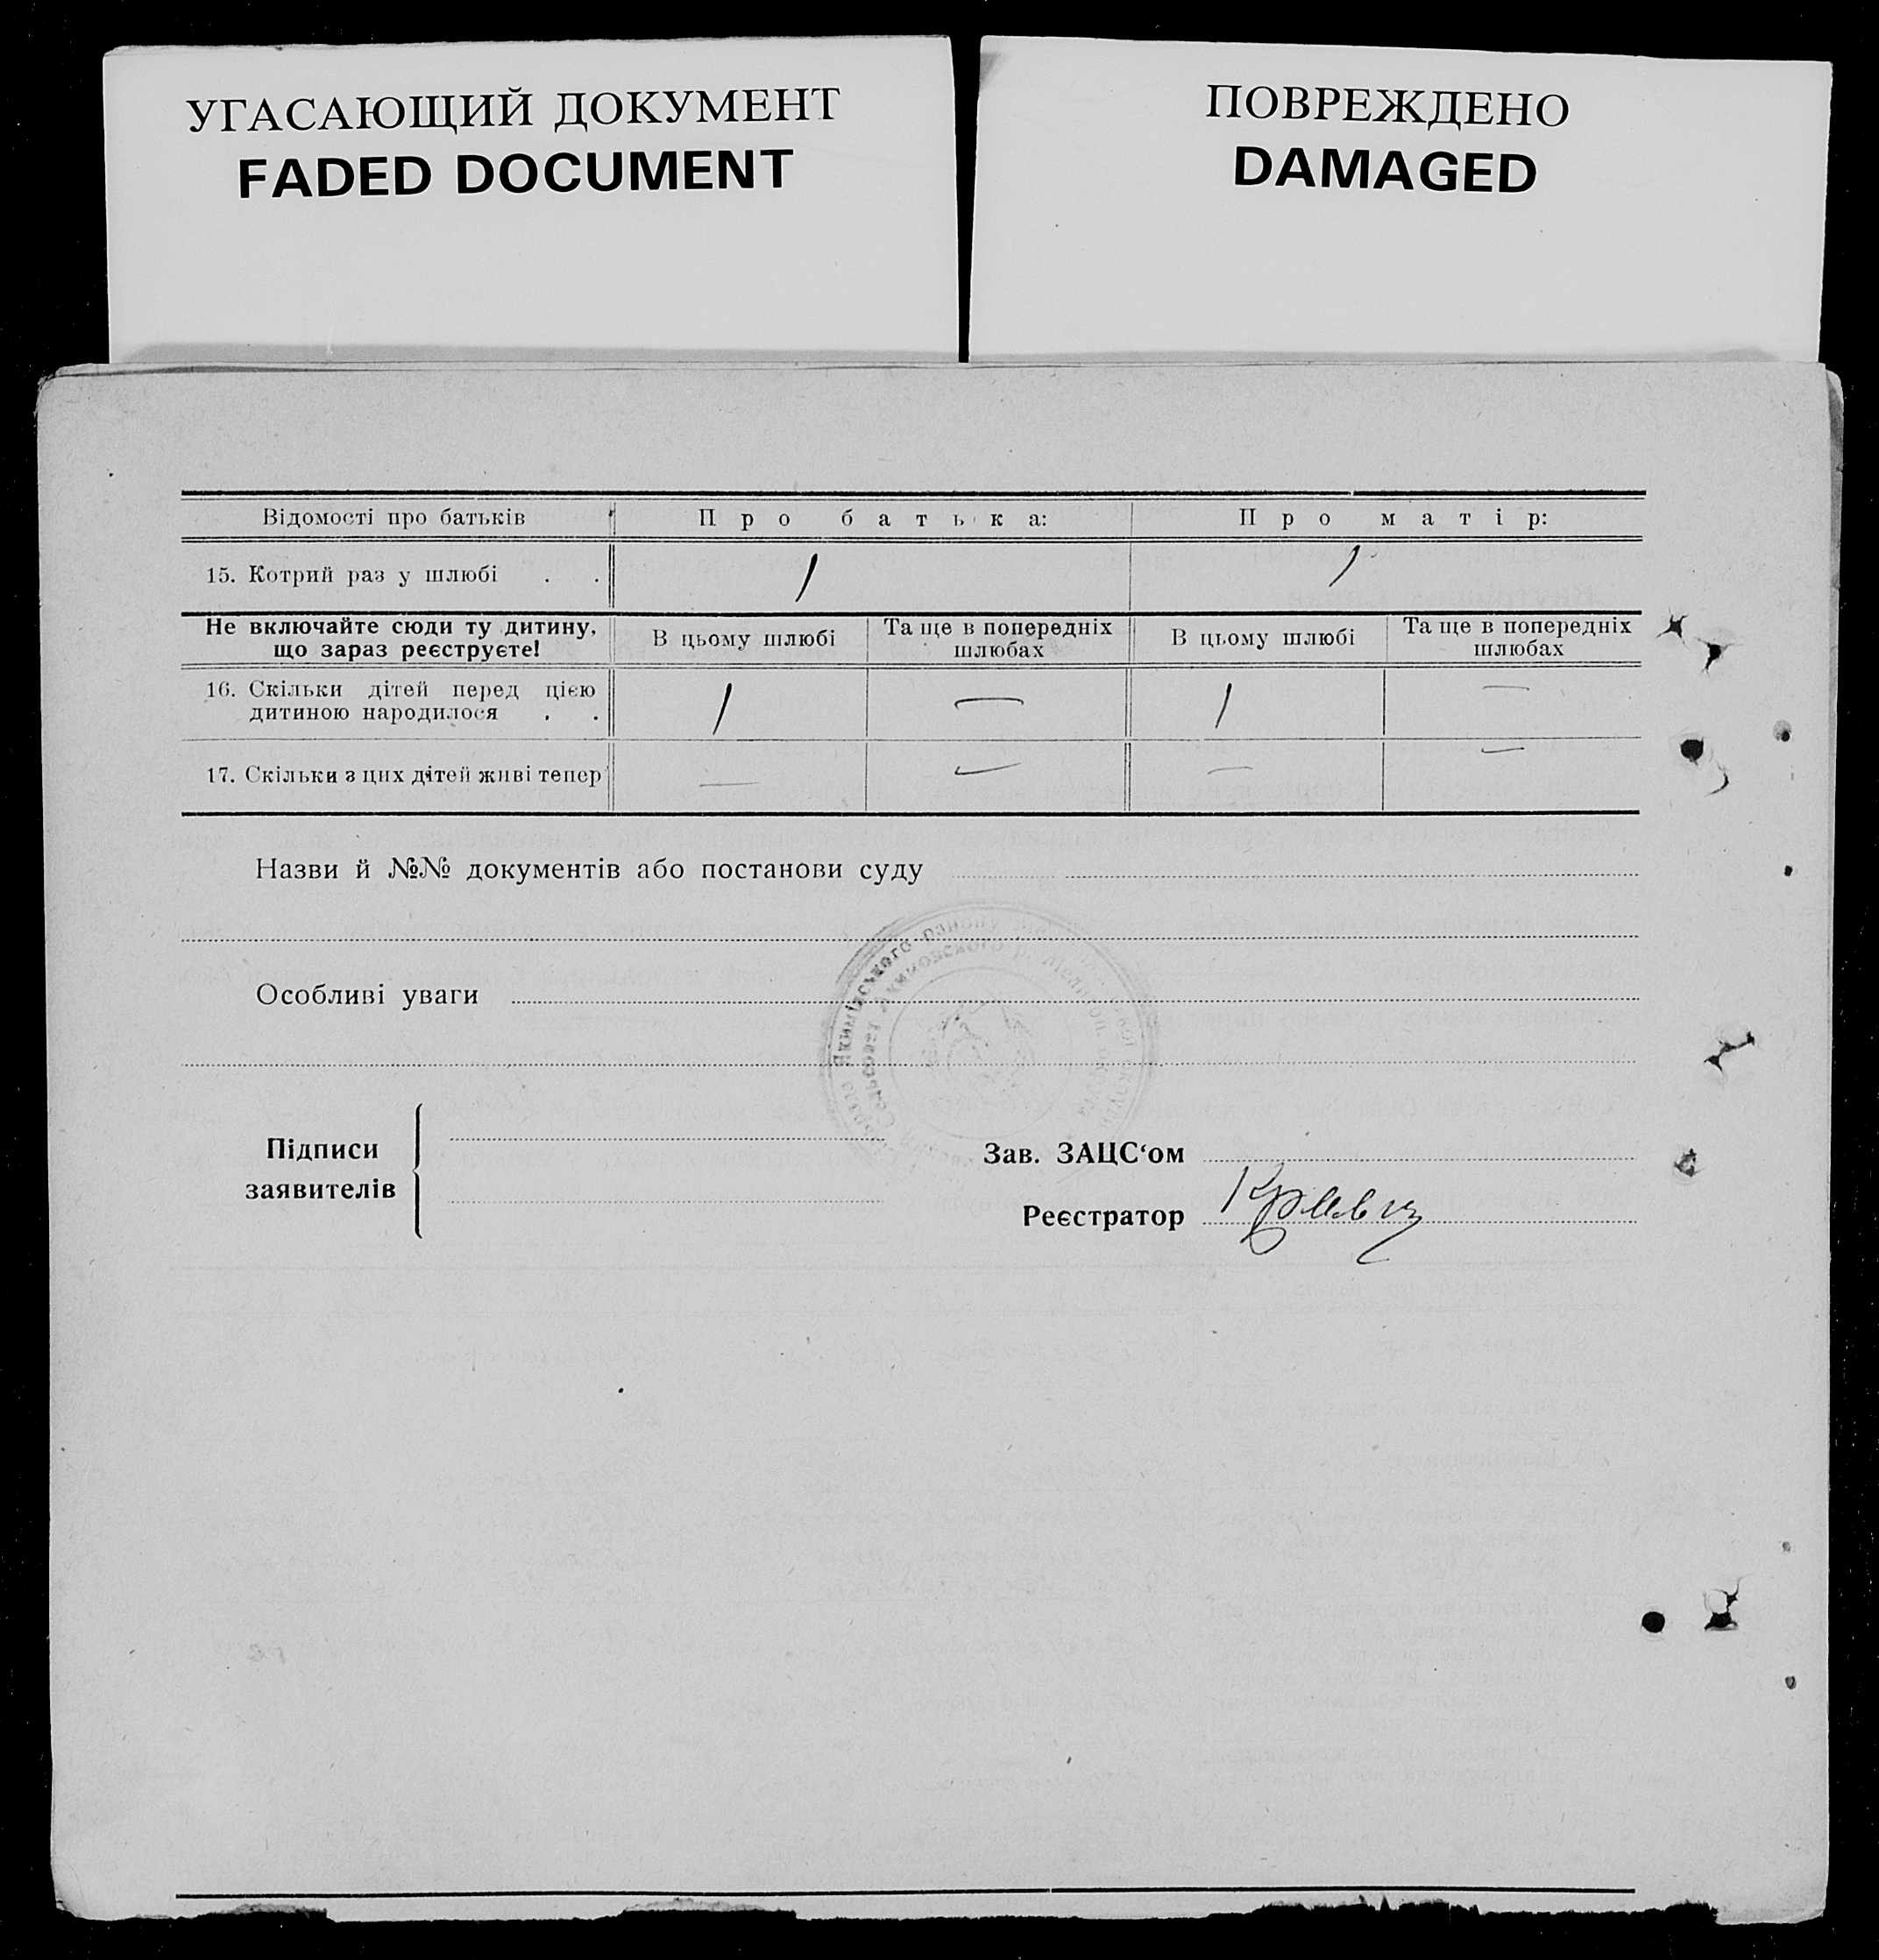 УГАСАЮЩИЙ ДОКУМЕНТ
FADED DOCUMENT
ПОВРЕЖДЕНО
DAMAGED
Відомості про батьків Про батька: Про матір:
15. Котрий раз у шлюбі . . 1 1
Не включайте сюди ту дитину, що зараз реєструєте! В цьому шлюбі Та ще в попередніх шлюбах В цьому шлюбі Та ще в попередніх шлюбах
16. Скільки дітей перед цією
дитиною народилося . . 1 — 1 —
17. Скільки з цих дітей живі тепер — — — —
Назви й №№ документів або постанови суду
Особливі уваги
Якимівського району
Підписи
заявителів
Зав. ЗАЦС‘ом
Реєстратор